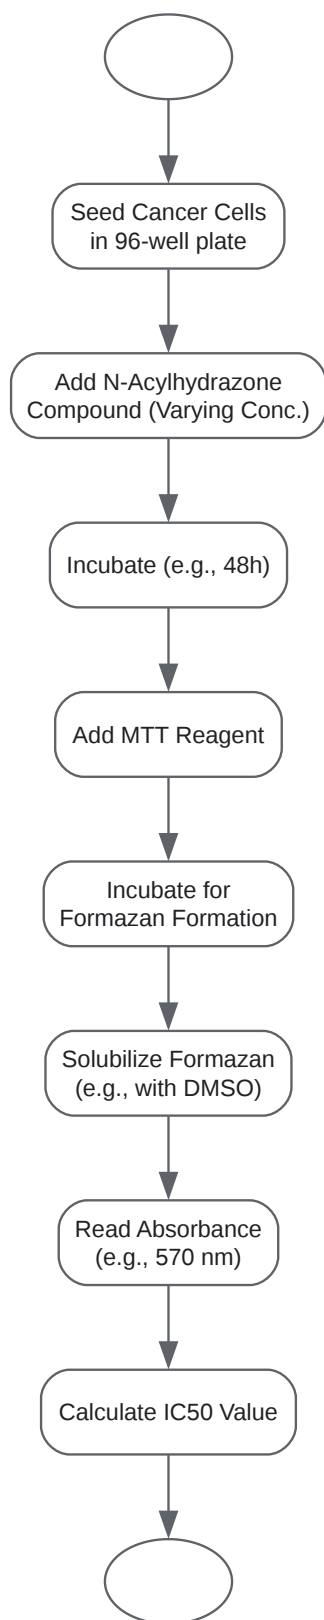 Seed Cancer Cells
in 96-well plate
Add N-Acylhydrazone
Compound (Varying Conc.)
Incubate (e.g., 48h)
Add MTT Reagent
Incubate for
Formazan Formation
Solubilize Formazan
(e.g., with DMSO)
Read Absorbance
(e.g., 570 nm)
Calculate IC50 Value